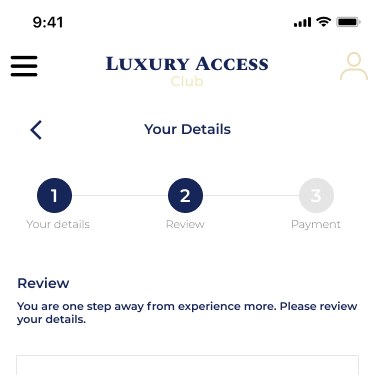 9:41
LUXURY ACCESS
Club
Your Details
1
2
3
Your details
Review
Payment
Review
You are one step away from experience more. Please review
your details.